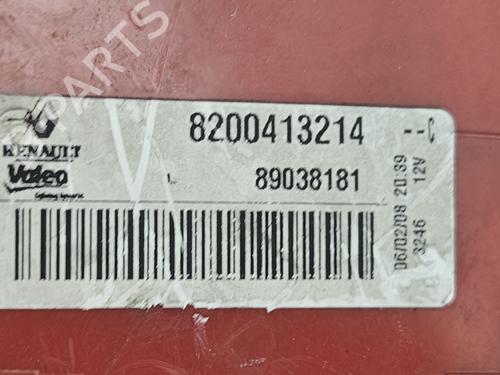 PARTS
8200413214
RENAULT
Valeo
L
89038181
06/02/08 20:39
3246 12V